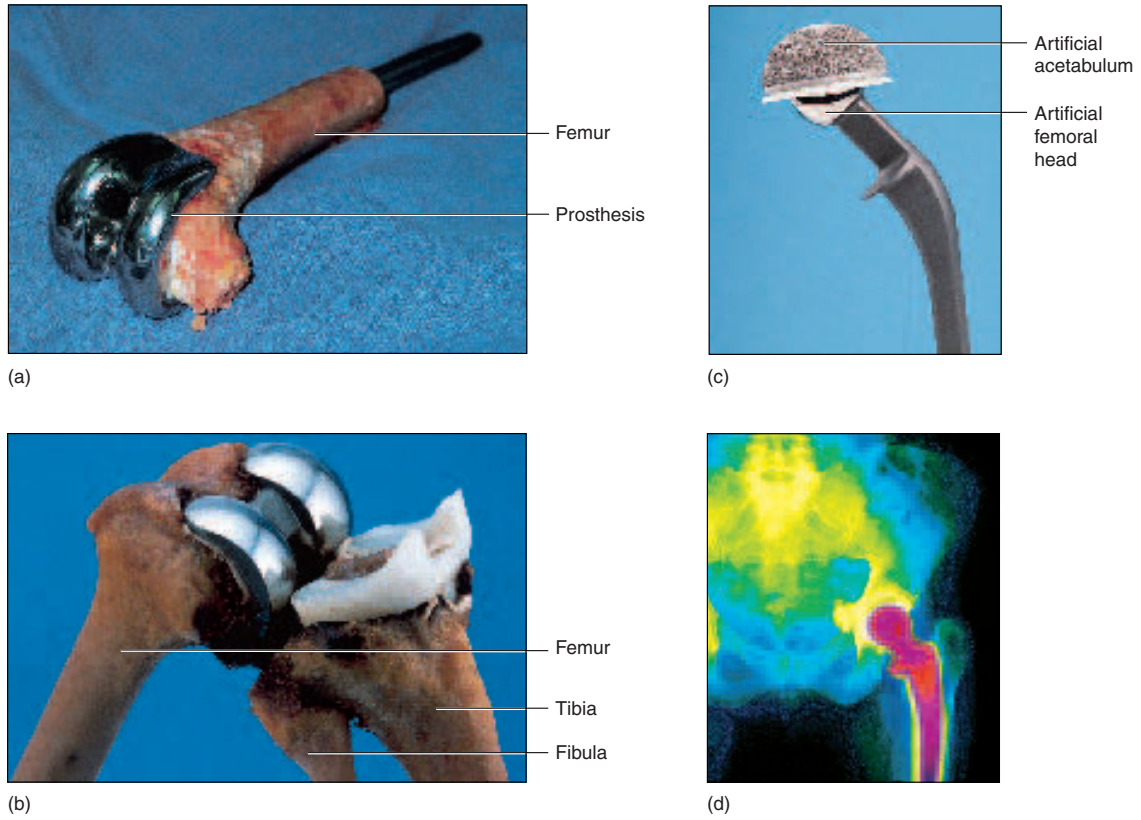 Femur
Prosthesis
(a)
Artificial
acetabulum
Artificial
femoral
head
(c)
Femur
Tibia
Fibula
(b)
(d)